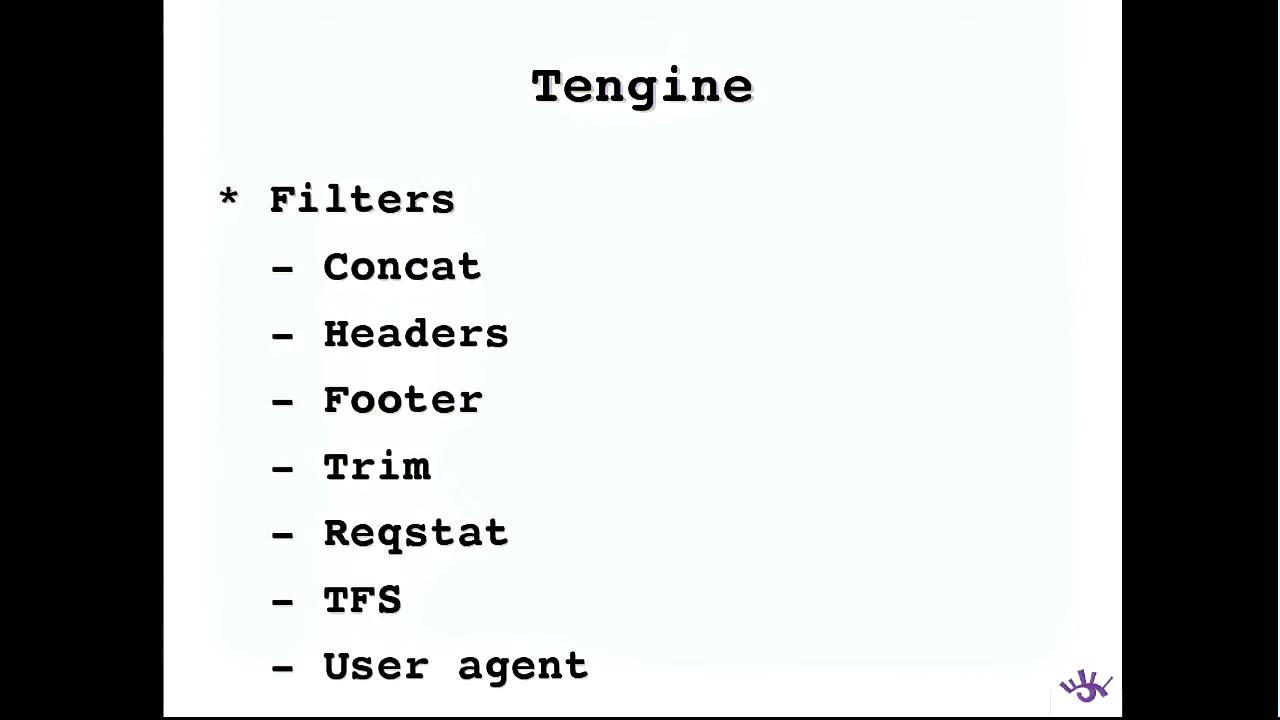 Tengine
* Filters
- Concat
- Headers
- Footer
- Trim
- Reqstat
- TFS
- User agent